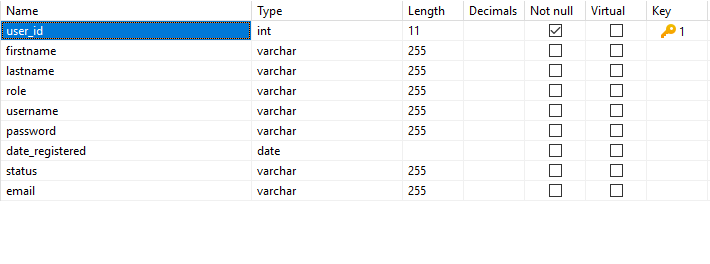 Name Type Length Decimals Not null Virtual Key
user_id int 11 1
firstname varchar 255
lastname varchar 255
role varchar 255
username varchar 255
password varchar 255
date_registered date
status varchar 255
email varchar 255